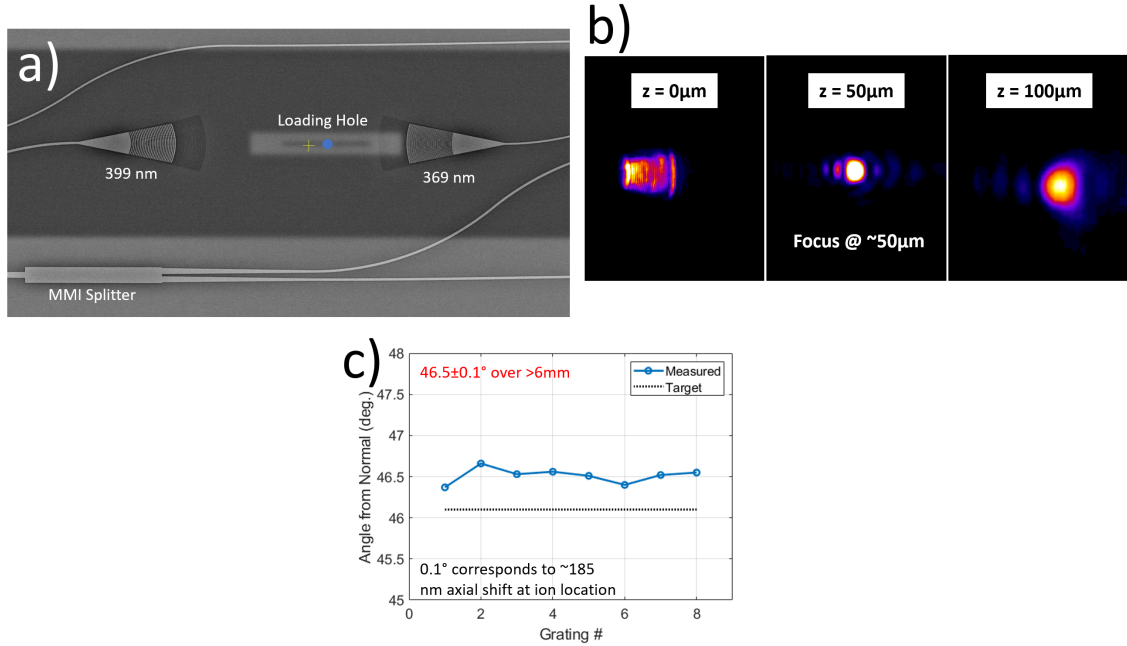 a)
Loading Hole
399 nm
369 nm
MMI Splitter
b)
z = 0µm
z = 50µm
z = 100µm
Focus @ ~50µm
c)
48
47.5
47
46.5
46
45.5
45
Angle from Normal (deg.)
46.5±0.1° over >6mm
Measured
Target
0.1° corresponds to ~185
nm axial shift at ion location
0
2
4
6
8
Grating #